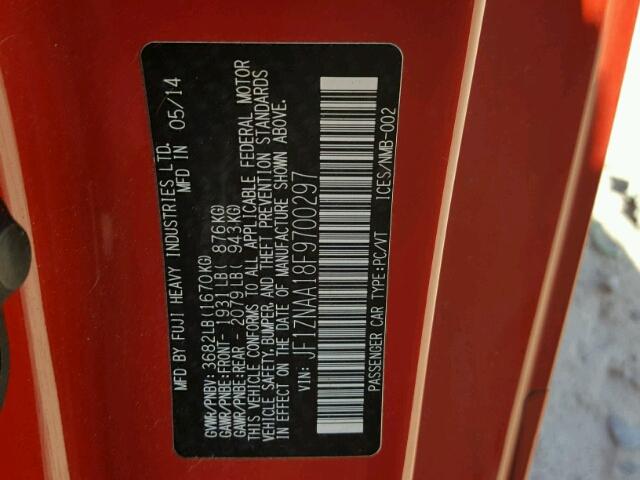 MFD BY FUJI HEAVY INDUSTRIES LTD.
MFD IN 05/14
GVWR/PNBV: 3682LB(1670KG)
GAWR/PNBE:FRONT- 1931LB( 876KG)
GAWR/PNBE:REAR - 2079LB( 943KG)
THIS VEHICLE CONFORMS TO ALL APPLICABLE FEDERAL MOTOR
VEHICLE SAFETY,BUMPER AND THEFT PREVENTION STANDARDS
IN EFFECT ON THE DATE OF MANUFACTURE SHOWN ABOVE.
VIN: JF1ZNAA18F9700297
PASSENGER CAR TYPE:PC/VT ICES/NMB-002